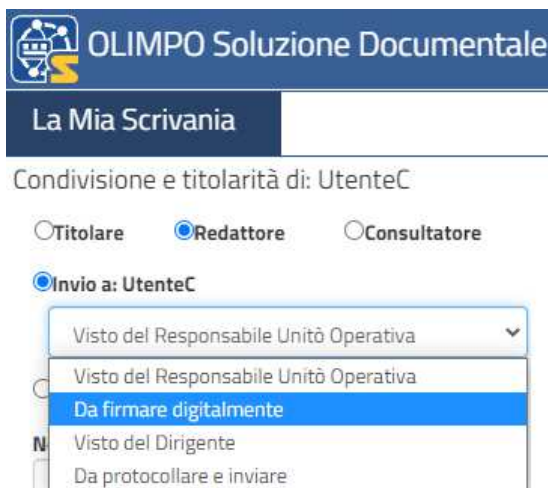 OLIMPO Soluzione Documentale
La Mia Scrivania
Condivisione e titolarità di: UtenteC
Titolare Redattore Consultatore
Invio a: UtenteC
Visto del Responsabile Unitò Operativa
Visto del Responsabile Unitò Operativa
Da firmare digitalmente
N
Visto del Dirigente
Da protocollare e inviare